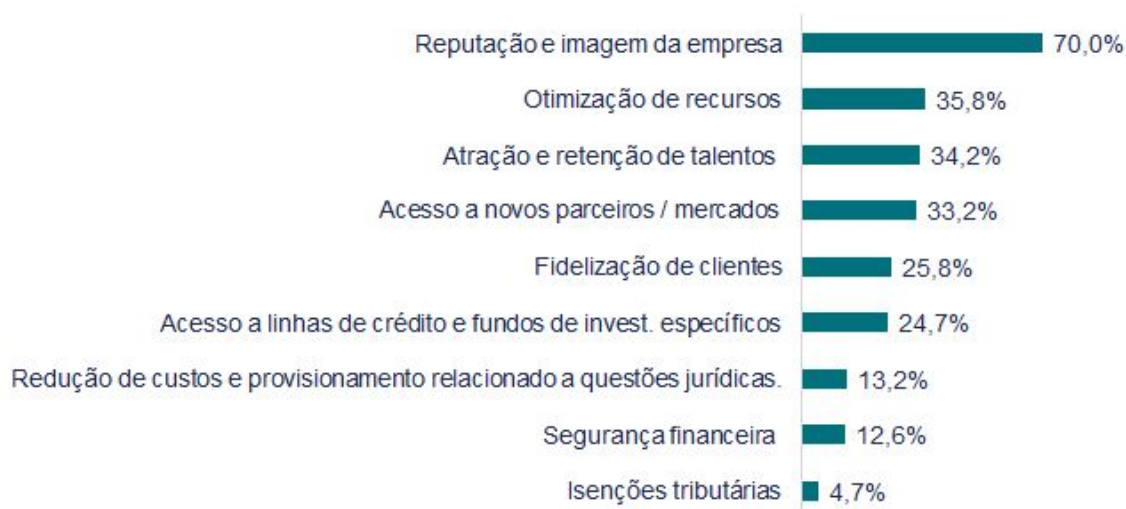 Reputação e imagem da empresa 70,0%
Otimização de recursos 35,8%
Atração e retenção de talentos 34,2%
Acesso a novos parceiros / mercados 33,2%
Fidelização de clientes 25,8%
Acesso a linhas de crédito e fundos de invest. específicos 24,7%
Redução de custos e provisionamento relacionado a questões jurídicas. 13,2%
Segurança financeira 12,6%
Isenções tributárias 4,7%